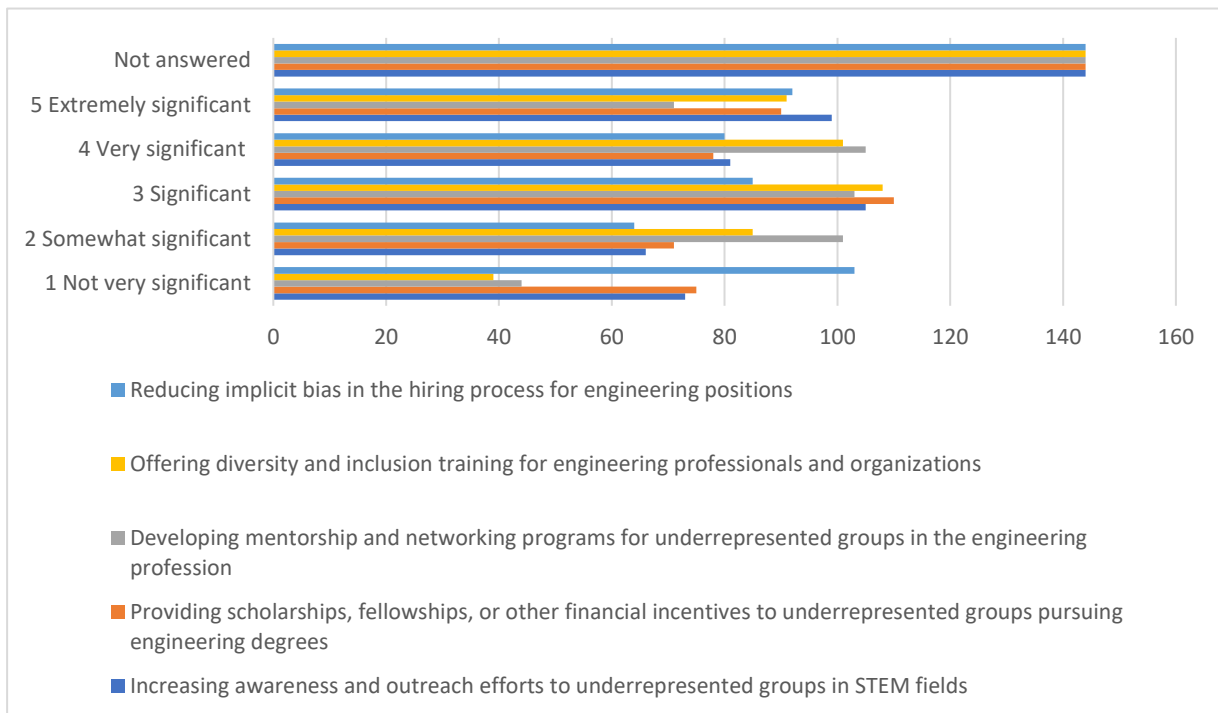 Not answered
5 Extremely significant
4 Very significant
3 Significant
2 Somewhat significant
1 Not very significant
0 20 40 60 80 100 120 140 160
Reducing implicit bias in the hiring process for engineering positions
Offering diversity and inclusion training for engineering professionals and organizations
Developing mentorship and networking programs for underrepresented groups in the engineering
profession
Providing scholarships, fellowships, or other financial incentives to underrepresented groups pursuing
engineering degrees
Increasing awareness and outreach efforts to underrepresented groups in STEM fields